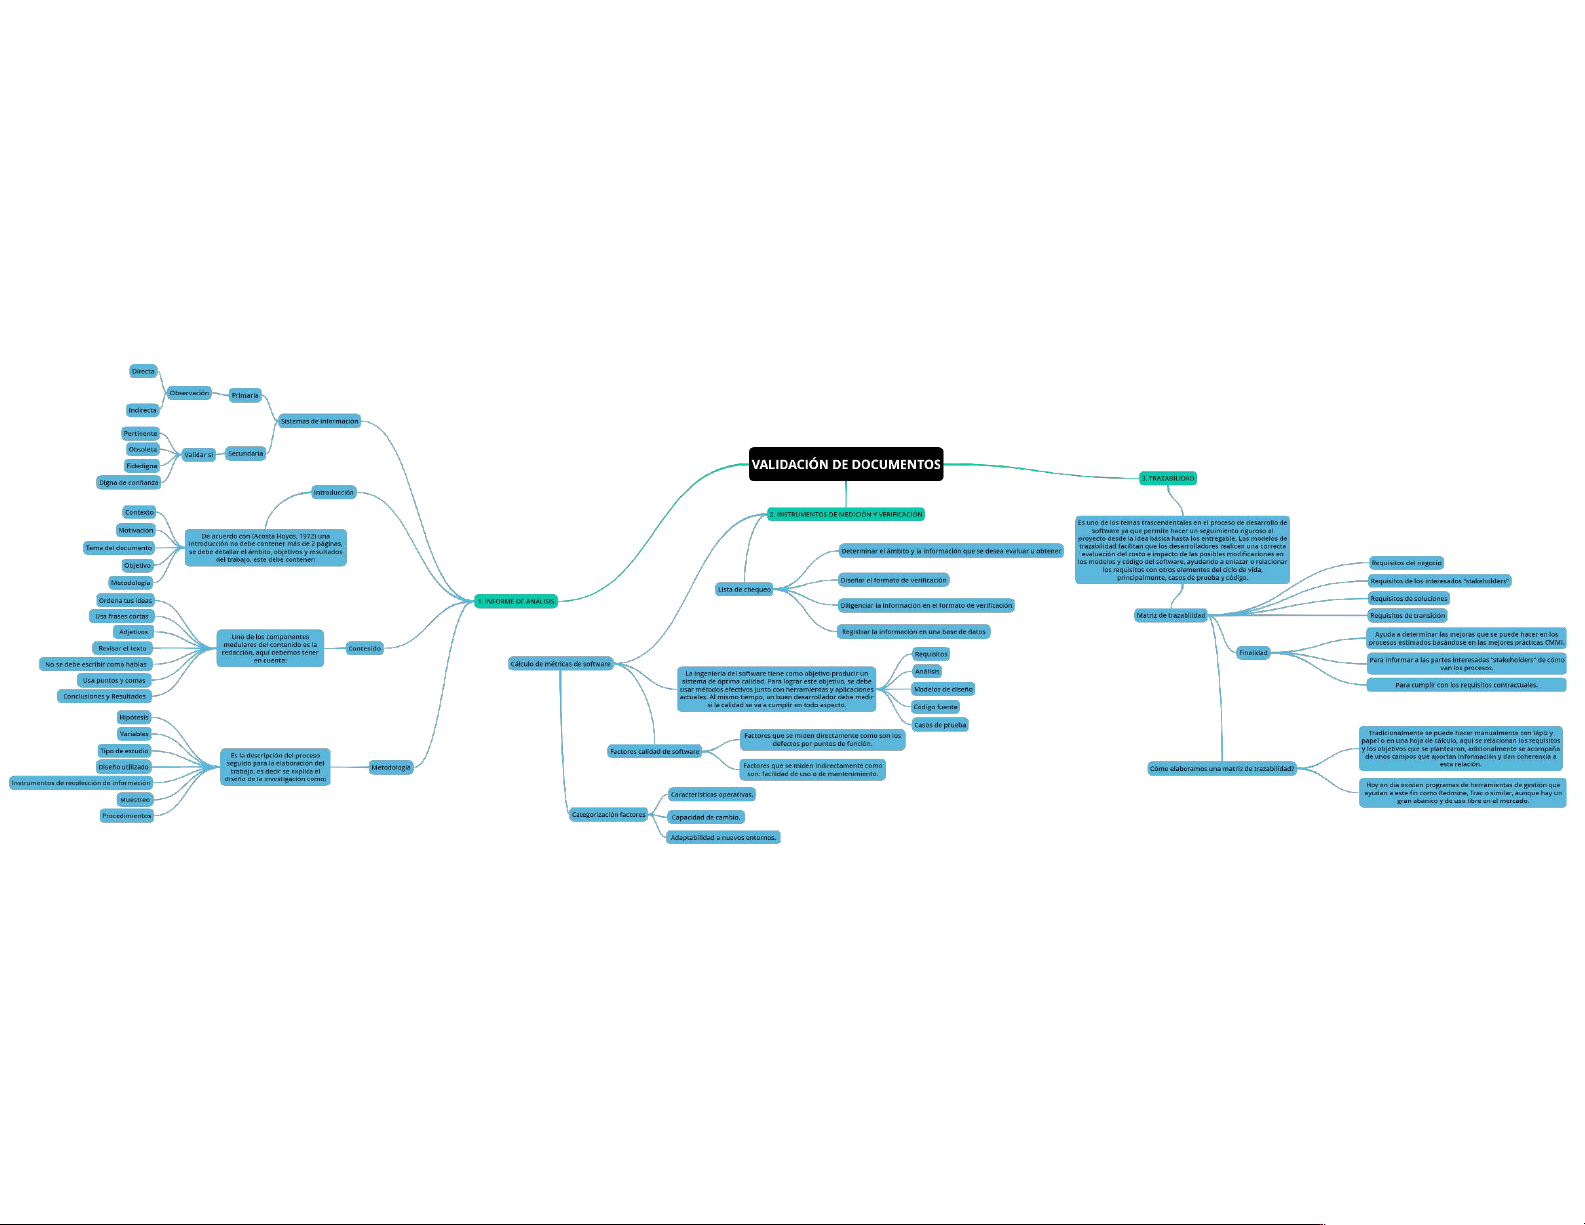 VALIDACIÓN DE DOCUMENTOS
1. INFORME DE ANÁLISIS
Sistemas de información
Primaria
Observación
Directa
Indirecta
Secundaria
Validar si
Pertinente
Obsoleta
Fidedigna
Digna de confianza
Introducción
De acuerdo con (Acosta Hoyos, 1972) una
introducción no debe contener más de 2 páginas,
se debe detallar el ámbito, objetivos y resultados
del trabajo, este debe contener:
Contexto
Motivación
Tema del documento
Objetivo
Metodología
Contenido
Uno de los componentes
medulares del contenido es la
redacción, aquí debemos tener
en cuenta:
Ordena tus ideas
Usa frases cortas
Adjetivos
Revisar el texto
No se debe escribir como hablas
Usa puntos y comas
Conclusiones y Resultados
Metodología
Es la descripción del proceso
seguido para la elaboración del
trabajo, es decir se explica el
diseño de la investigación como:
Hipótesis
Variables
Tipo de estudio
Diseño utilizado
Instrumentos de recolección de información
Muestreo
Procedimientos
2. INSTRUMENTOS DE MEDICIÓN Y VERIFICACIÓN
Lista de chequeo
Determinar el ámbito y la información que se desea evaluar u obtener
Diseñar el formato de verificación
Diligenciar la información en el formato de verificación
Registrar la información en una base de datos
Cálculo de métricas de software
La ingeniería del software tiene como objetivo producir un
sistema de óptima calidad. Para lograr este objetivo, se debe
usar métodos efectivos junto con herramientas y aplicaciones
actuales. Al mismo tiempo, un buen desarrollador debe medir
si la calidad se va a cumplir en todo aspecto.
Requisitos
Análisis
Modelos de diseño
Código fuente
Casos de prueba
Factores calidad de software
Factores que se miden directamente como son los
defectos por puntos de función.
Factores que se miden indirectamente como
son: facilidad de uso o de mantenimiento.
Categorización factores
Características operativas.
Capacidad de cambio.
Adaptabilidad a nuevos entornos.
3. TRAZABILIDAD
Es uno de los temas trascendentales en el proceso de desarrollo de
software ya que permite hacer un seguimiento riguroso al
proyecto desde la idea básica hasta los entregable. Los modelos de
trazabilidad facilitan que los desarrolladores realicen una correcta
evaluación del costo e impacto de las posibles modificaciones en
los modelos y código del software, ayudando a enlazar o relacionar
los requisitos con otros elementos del ciclo de vida,
principalmente, casos de prueba y código.
Matriz de trazabilidad
Requisitos del negocio
Requisitos de los interesados "stakeholders"
Requisitos de soluciones
Requisitos de transición
Finalidad
Ayuda a determinar las mejoras que se puede hacer en los
procesos estimados basándose en las mejores prácticas CMMI.
Para informar a las partes interesadas "stakeholders" de cómo
van los procesos.
Para cumplir con los requisitos contractuales.
Cómo elaboramos una matriz de trazabilidad?
Tradicionalmente se puede hacer manualmente con lápiz y
papel o en una hoja de cálculo, aquí se relacionan los requisitos
y los objetivos que se plantearon, adicionalmente se acompaña
de unos campos que aportan información y dan coherencia a
esta relación.
Hoy en día existen programas de herramientas de gestión que
ayudan a este fin como Redmine, Trac o similar, aunque hay un
gran abanico y de uso libre en el mercado.